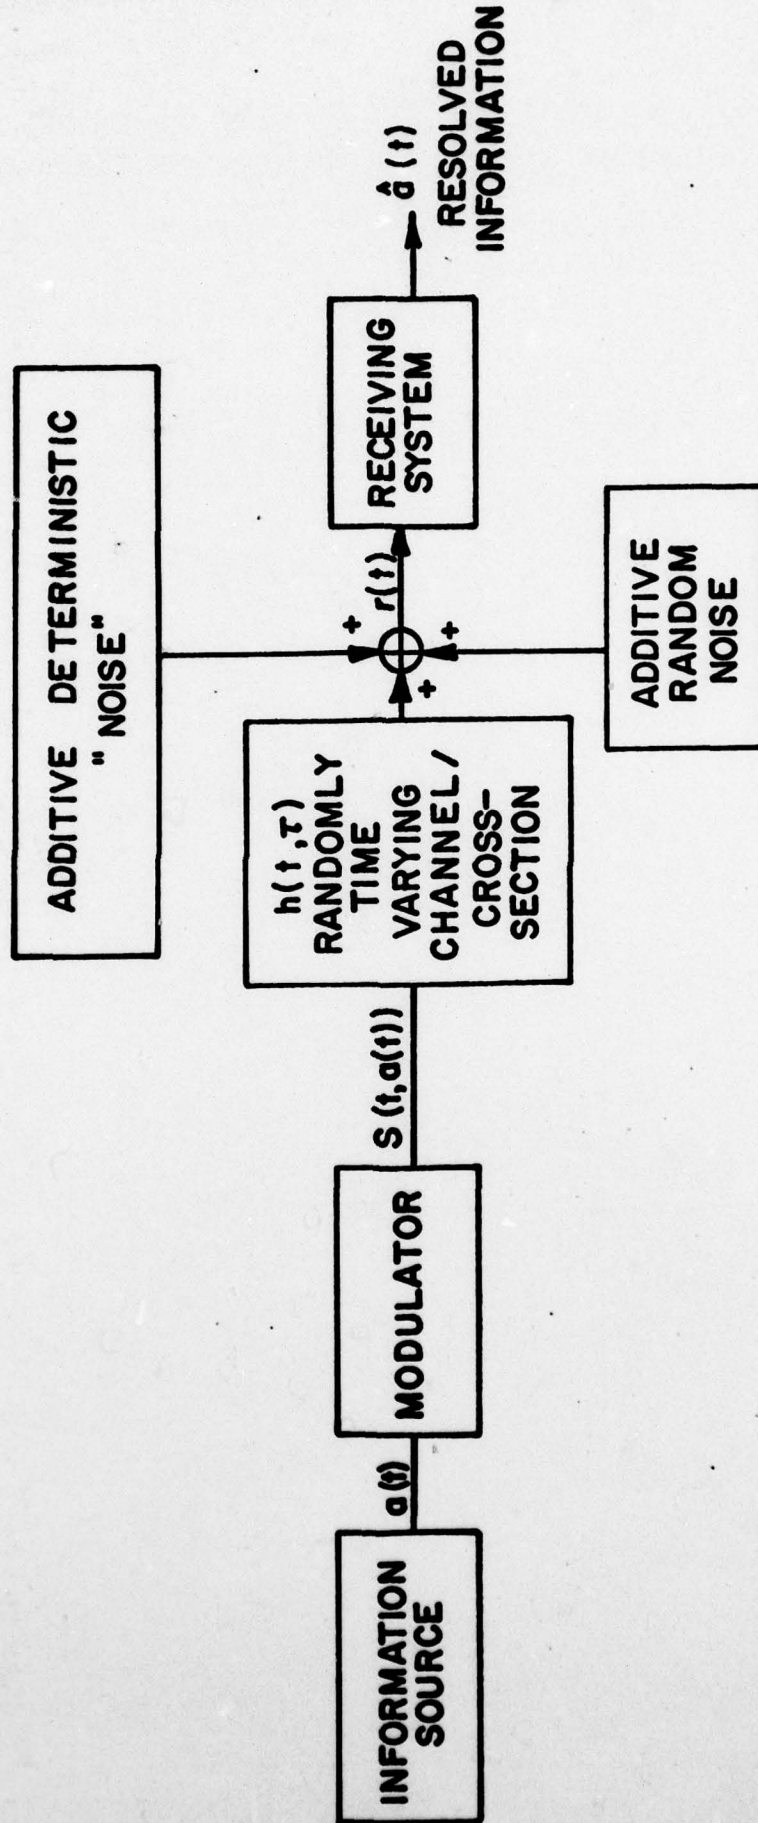 ADDITIVE DETERMINISTIC
" NOISE"
INFORMATION
SOURCE
a(t)
MODULATOR
S(t,a(t))
h(t,τ)
RANDOMLY
TIME
VARYING
CHANNEL/
CROSS-
SECTION
+
+
+
r(t)
RECEIVING
SYSTEM
â(t)
RESOLVED
INFORMATION
ADDITIVE
RANDOM
NOISE